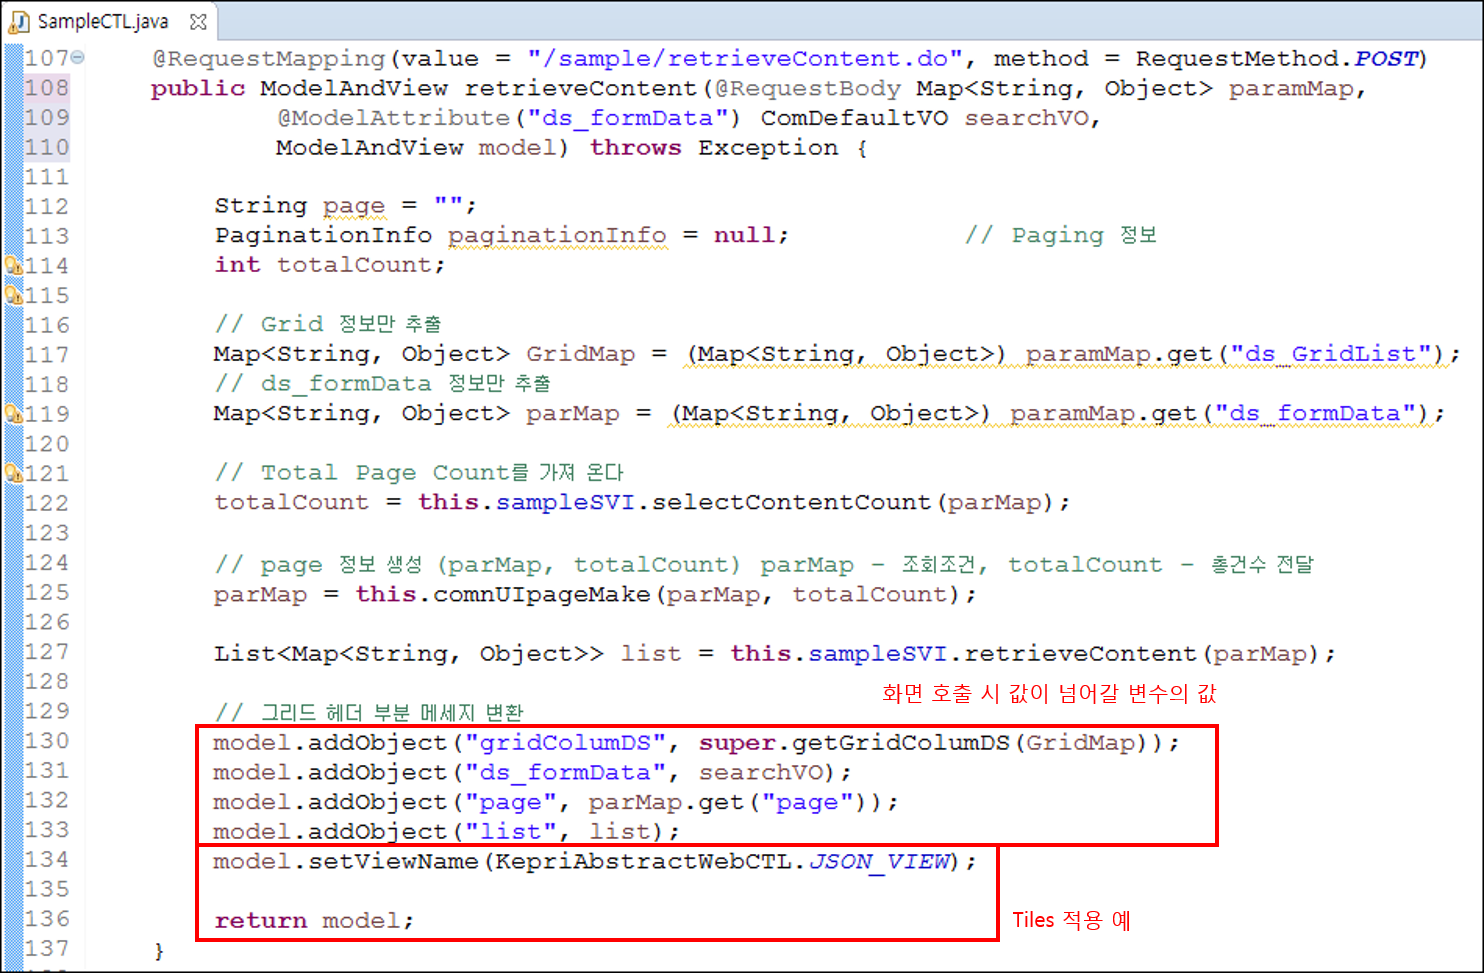 SampleCTL.java
107 @RequestMapping(value = "/sample/retrieveContent.do", method = RequestMethod.POST)
108 public ModelAndView retrieveContent(@RequestBody Map<String, Object> paramMap,
109 @ModelAttribute("ds_formData") ComDefaultVO searchVO,
110 ModelAndView model) throws Exception {
111
112 String page = "";
113 PaginationInfo paginationInfo = null; // Paging 정보
114 int totalCount;
115
116 // Grid 정보만 추출
117 Map<String, Object> GridMap = (Map<String, Object>) paramMap.get("ds_GridList");
118 // ds_formData 정보만 추출
119 Map<String, Object> parMap = (Map<String, Object>) paramMap.get("ds_formData");
120
121 // Total Page Count를 가져 온다
122 totalCount = this.sampleSVI.selectContentCount(parMap);
123
124 // page 정보 생성 (parMap, totalCount) parMap - 조회조건, totalCount - 총건수 전달
125 parMap = this.comnUIpageMake(parMap, totalCount);
126
127 List<Map<String, Object>> list = this.sampleSVI.retrieveContent(parMap);
128
화면 호출 시 값이 넘어갈 변수의 값
129 // 그리드 헤더 부분 메세지 변환
130 model.addObject("gridColumDS", super.getGridColumDS(GridMap));
131 model.addObject("ds_formData", searchVO);
132 model.addObject("page", parMap.get("page"));
133 model.addObject("list", list);
134 model.setViewName(KepriAbstractWebCTL.JSON_VIEW);
135
136 return model;
Tiles 적용 예
137 }